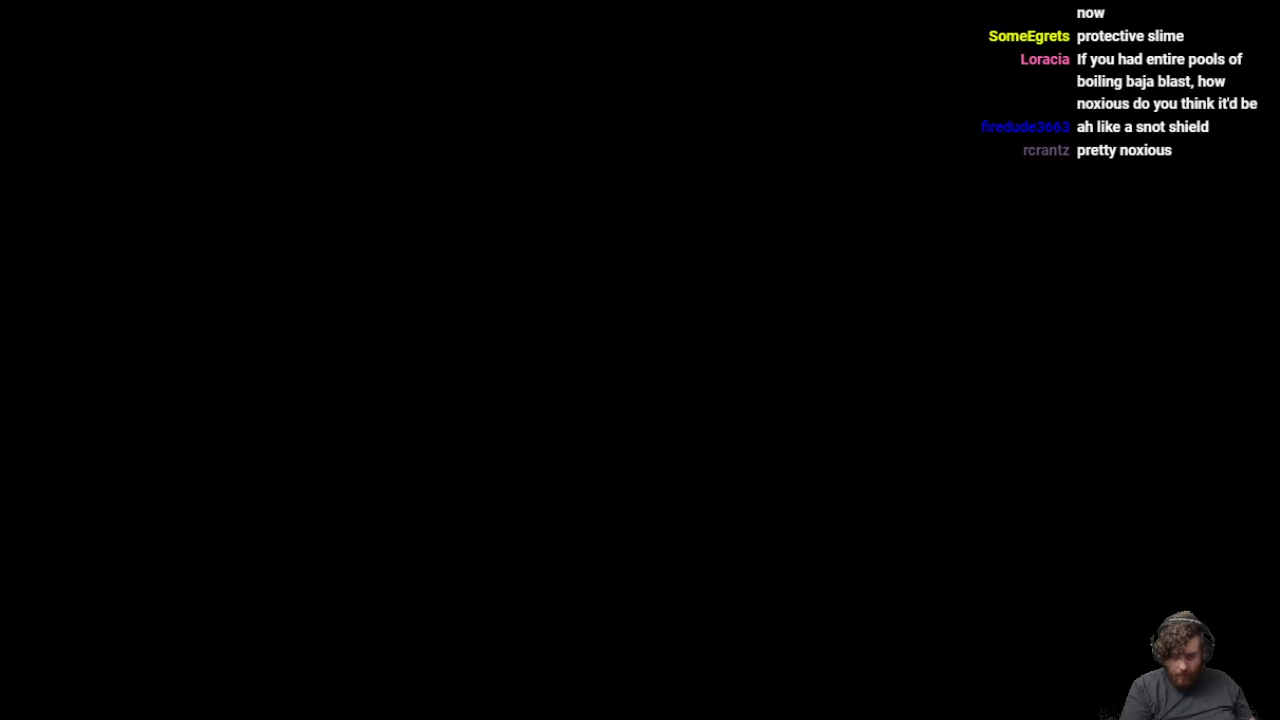 now
SomeEgrets protective slime
Loracia If you had entire pools of
boiling baja blast, how
noxious do you think it'd be
firedude3663 ah like a snot shield
rcrantz pretty noxious